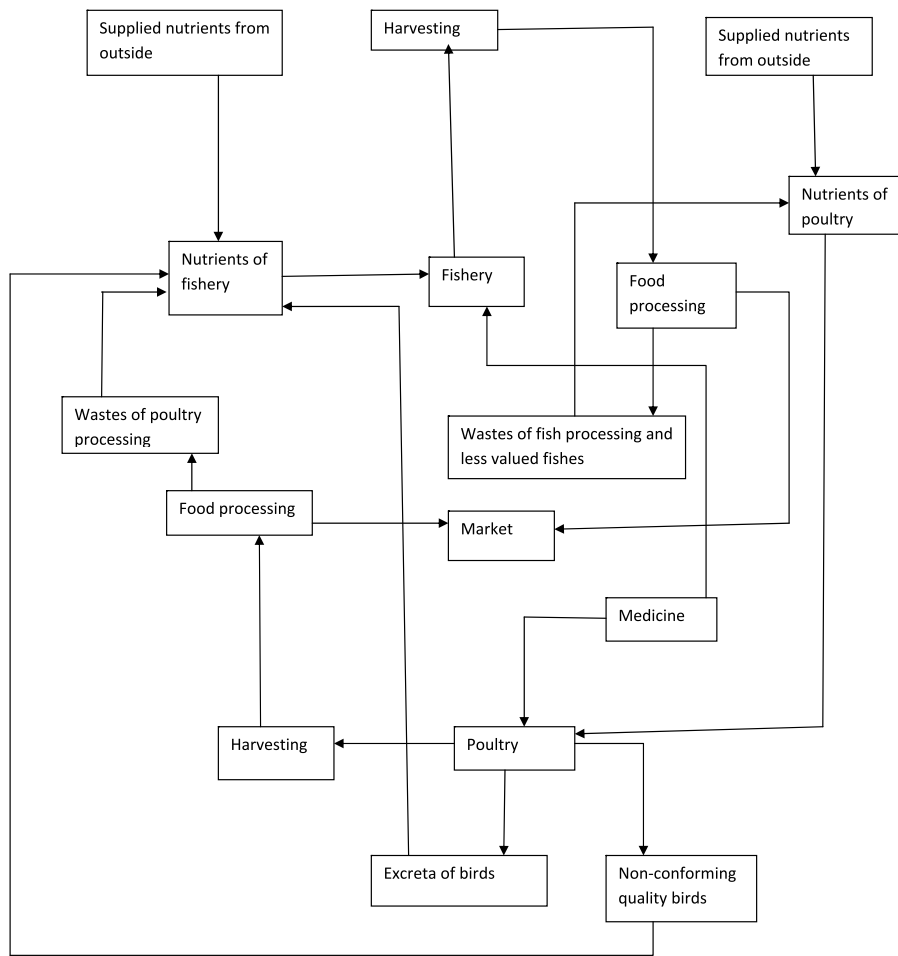 Supplied nutrients from
outside
Harvesting
Supplied nutrients
from outside
Nutrients of
poultry
Nutrients of
fishery
Fishery
Food
processing
Wastes of poultry
processing
Wastes of fish processing and
less valued fishes
Food processing
Market
Medicine
Harvesting
Poultry
Excreta of birds
Non-conforming
quality birds